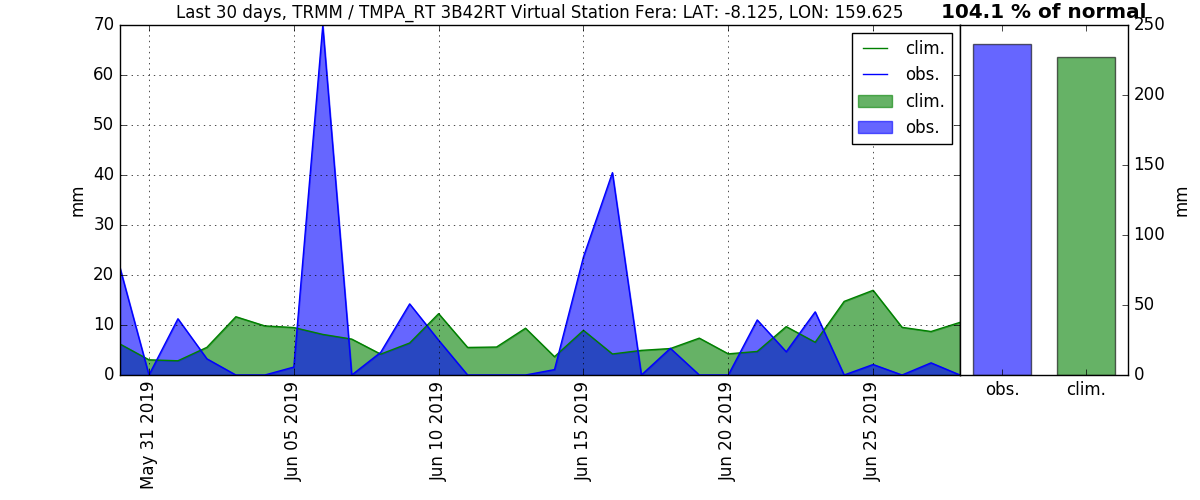 Last 30 days, TRMM / TMPA_RT 3B42RT Virtual Station Fera: LAT: -8.125, LON: 159.625
104.1 % of normal
70
60
50
40
30
20
10
0
mm
clim.
obs.
clim.
obs.
May 31 2019
Jun 05 2019
Jun 10 2019
Jun 15 2019
Jun 20 2019
Jun 25 2019
250
200
150
100
50
0
mm
obs.
clim.